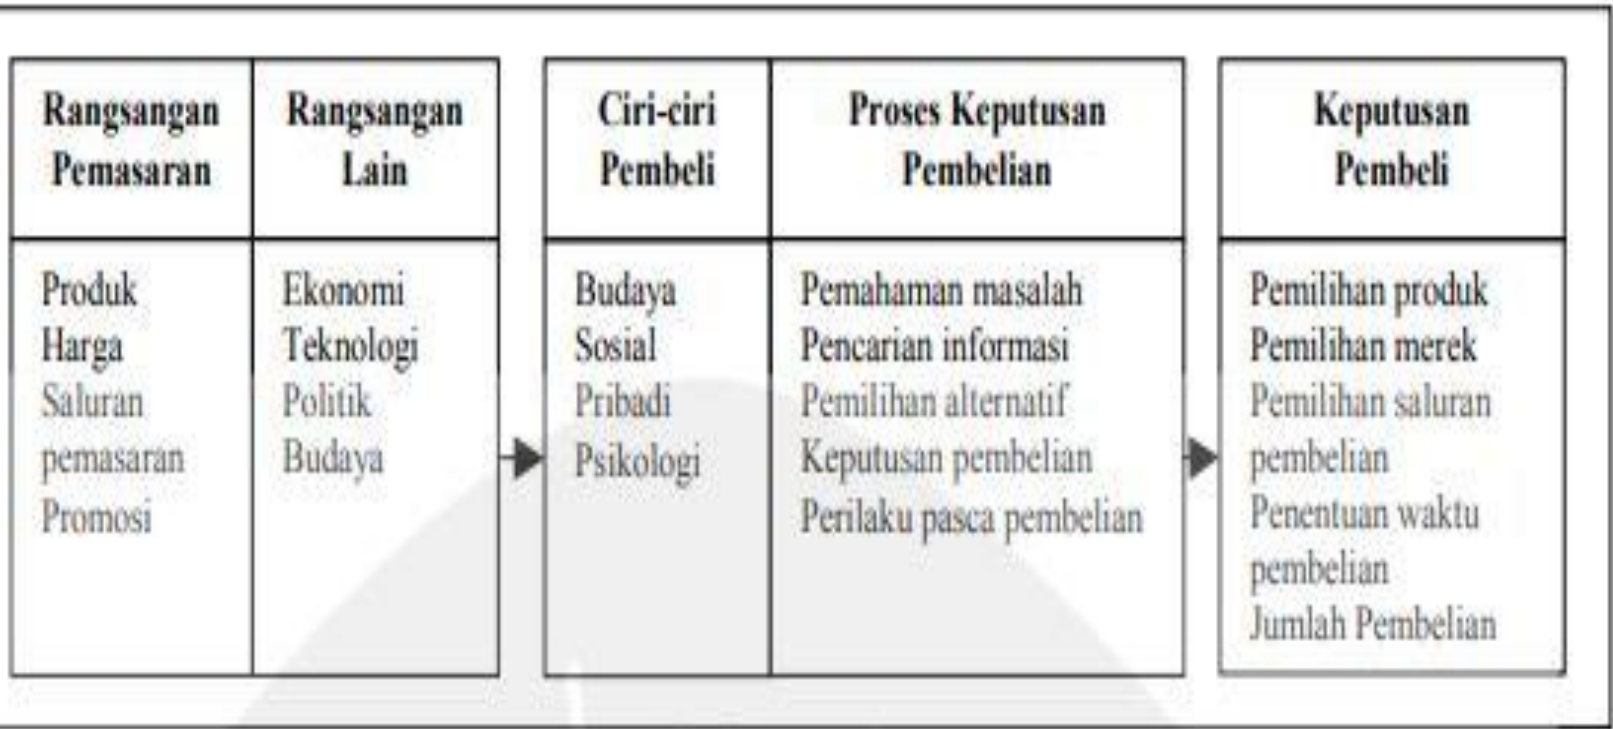 Rangsangan
Pemasaran
Rangsangan
Lain
Ciri-ciri
Pembeli
Proses Keputusan
Pembelian
Keputusan
Pembeli
Produk
Harga
Saluran
pemasaran
Promosi
Ekonomi
Teknologi
Politik
Budaya
Budaya
Sosial
Pribadi
Psikologi
Pemahaman masalah
Pencarian informasi
Pemilihan alternatif
Keputusan pembelian
Perilaku pasca pembelian
Pemilihan produk
Pemilihan merek
Pemilihan saluran
pembelian
Penentuan waktu
pembelian
Jumlah Pembelian